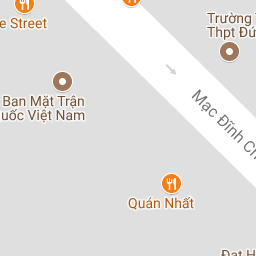 e Street
Trường
Thpt Đứ
Ban Mặt Trận
uốc Việt Nam
Mạc Đĩnh Ch
Quán Nhất
Đạt H